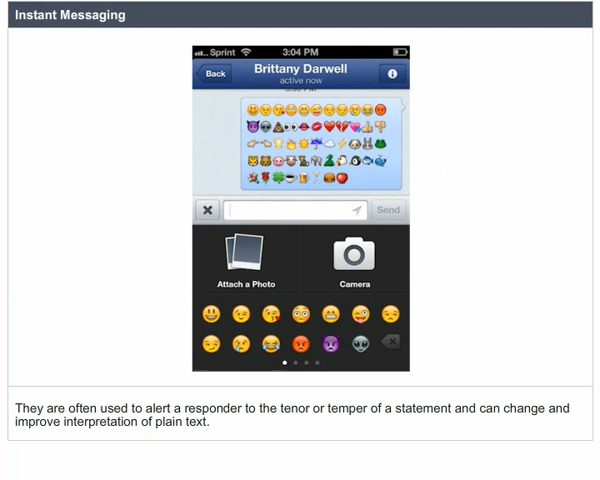 Instant Messaging
Sprint 3:04 PM
Back Brittany Darwell
active now
Send
Attach a Photo Camera
They are often used to alert a responder to the tenor or temper of a statement and can change and
improve interpretation of plain text.